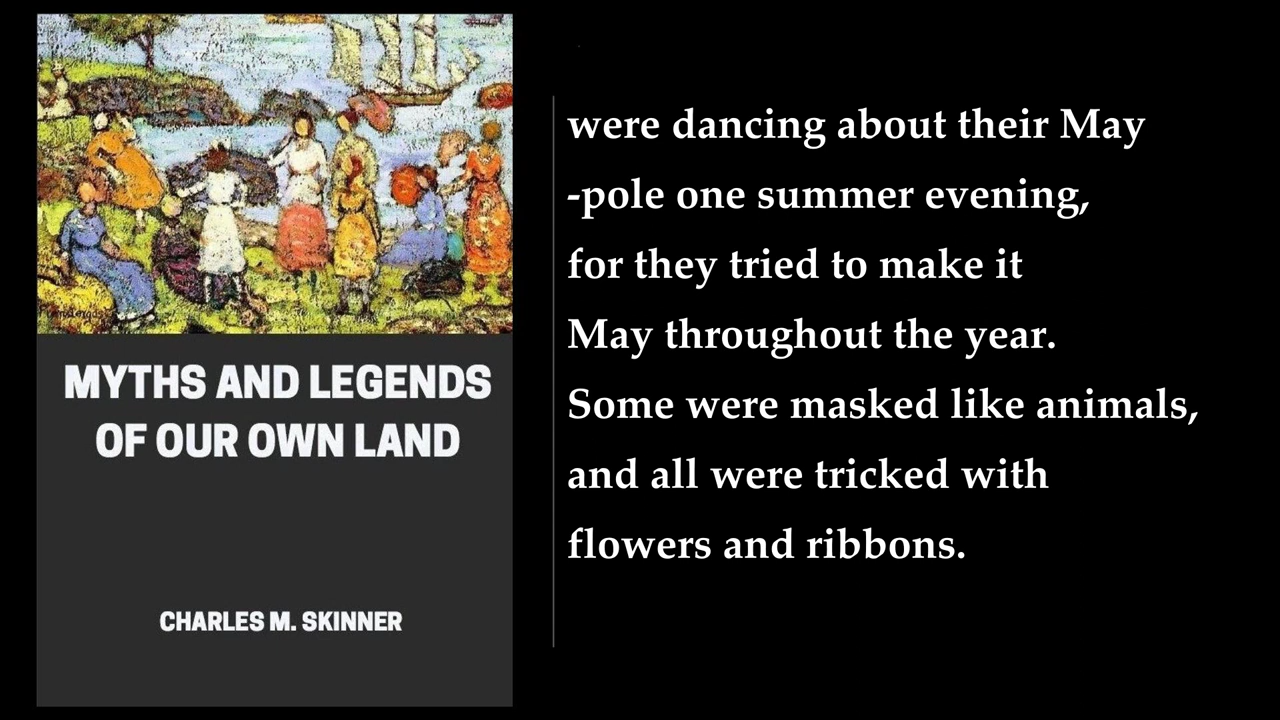 MYTHS AND LEGENDS
OF OUR OWN LAND
CHARLES M. SKINNER
were dancing about their May
-pole one summer evening,
for they tried to make it
May throughout the year.
Some were masked like animals,
and all were tricked with
flowers and ribbons.